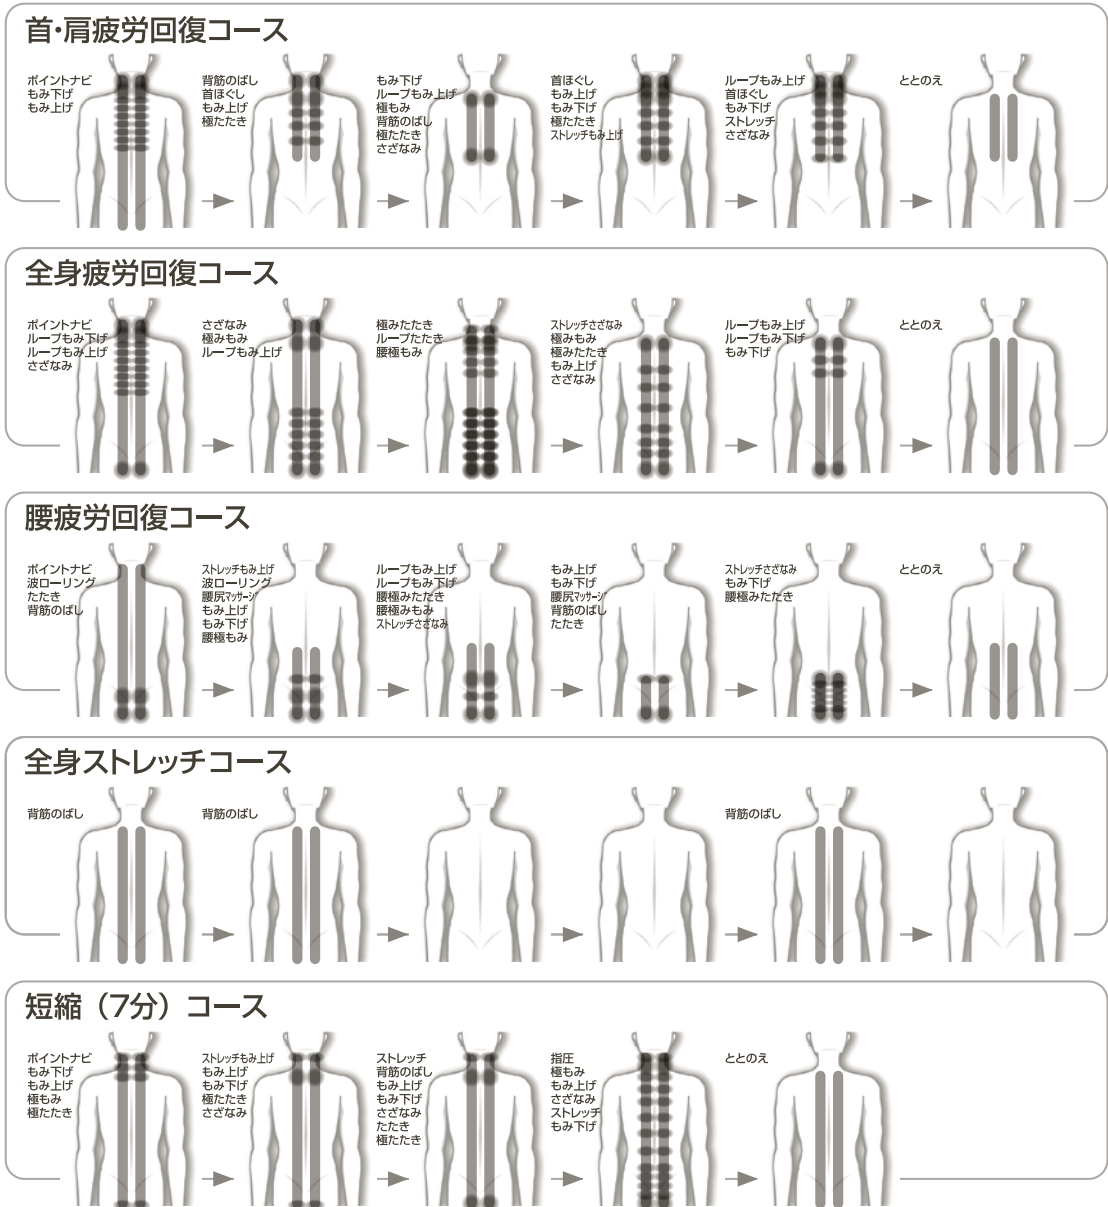 首・肩疲労回復コース
ポイントナビ
もみ下げ
もみ上げ
背筋のばし
首ほぐし
もみ上げ
極たたき
もみ下げ
ループもみ上げ
極もみ
背筋のばし
極たたき
さざなみ
首ほぐし
もみ上げ
もみ下げ
極たたき
ストレッチもみ上げ
ループもみ上げ
首ほぐし
もみ下げ
ストレッチ
さざなみ
ととのえ
全身疲労回復コース
ポイントナビ
ループもみ下げ
ループもみ上げ
さざなみ
さざなみ
極みもみ
ループもみ上げ
極みたたき
ループたたき
腰極もみ
ストレッチさざなみ
極みもみ
極みたたき
もみ上げ
さざなみ
ループもみ上げ
ループもみ下げ
もみ下げ
ととのえ
腰疲労回復コース
ポイントナビ
波ローリング
たたき
背筋のばし
ストレッチもみ上げ
波ローリング
腰尻マッサージ
もみ上げ
もみ下げ
腰極もみ
ループもみ上げ
ループもみ下げ
腰極みたたき
腰極みもみ
ストレッチさざなみ
もみ上げ
もみ下げ
腰尻マッサージ
背筋のばし
たたき
ストレッチさざなみ
もみ下げ
腰極みたたき
ととのえ
全身ストレッチコース
背筋のばし
背筋のばし
背筋のばし
短縮（7分）コース
ポイントナビ
もみ下げ
もみ上げ
極もみ
極たたき
ストレッチもみ上げ
もみ上げ
もみ下げ
極たたき
さざなみ
ストレッチ
背筋のばし
もみ上げ
もみ下げ
さざなみ
たたき
極たたき
指圧
極もみ
もみ上げ
さざなみ
ストレッチ
もみ下げ
ととのえ